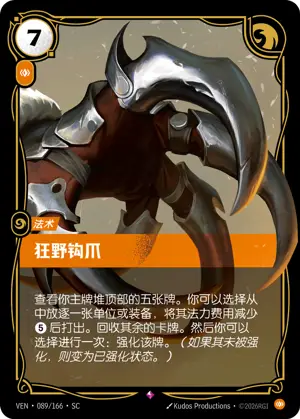 7
法术
狂野钩爪
查看你主牌堆顶部的五张牌。你可以选择从
中放逐一张单位或装备，将其法力费用减少
5后打出。回收其余的卡牌。然后你可以选
择进行一次：强化该牌。（如果其未被强
化，则变为已强化状态。）
VEN • 089/166 • SC
Kudos Productions • ©2026RGI